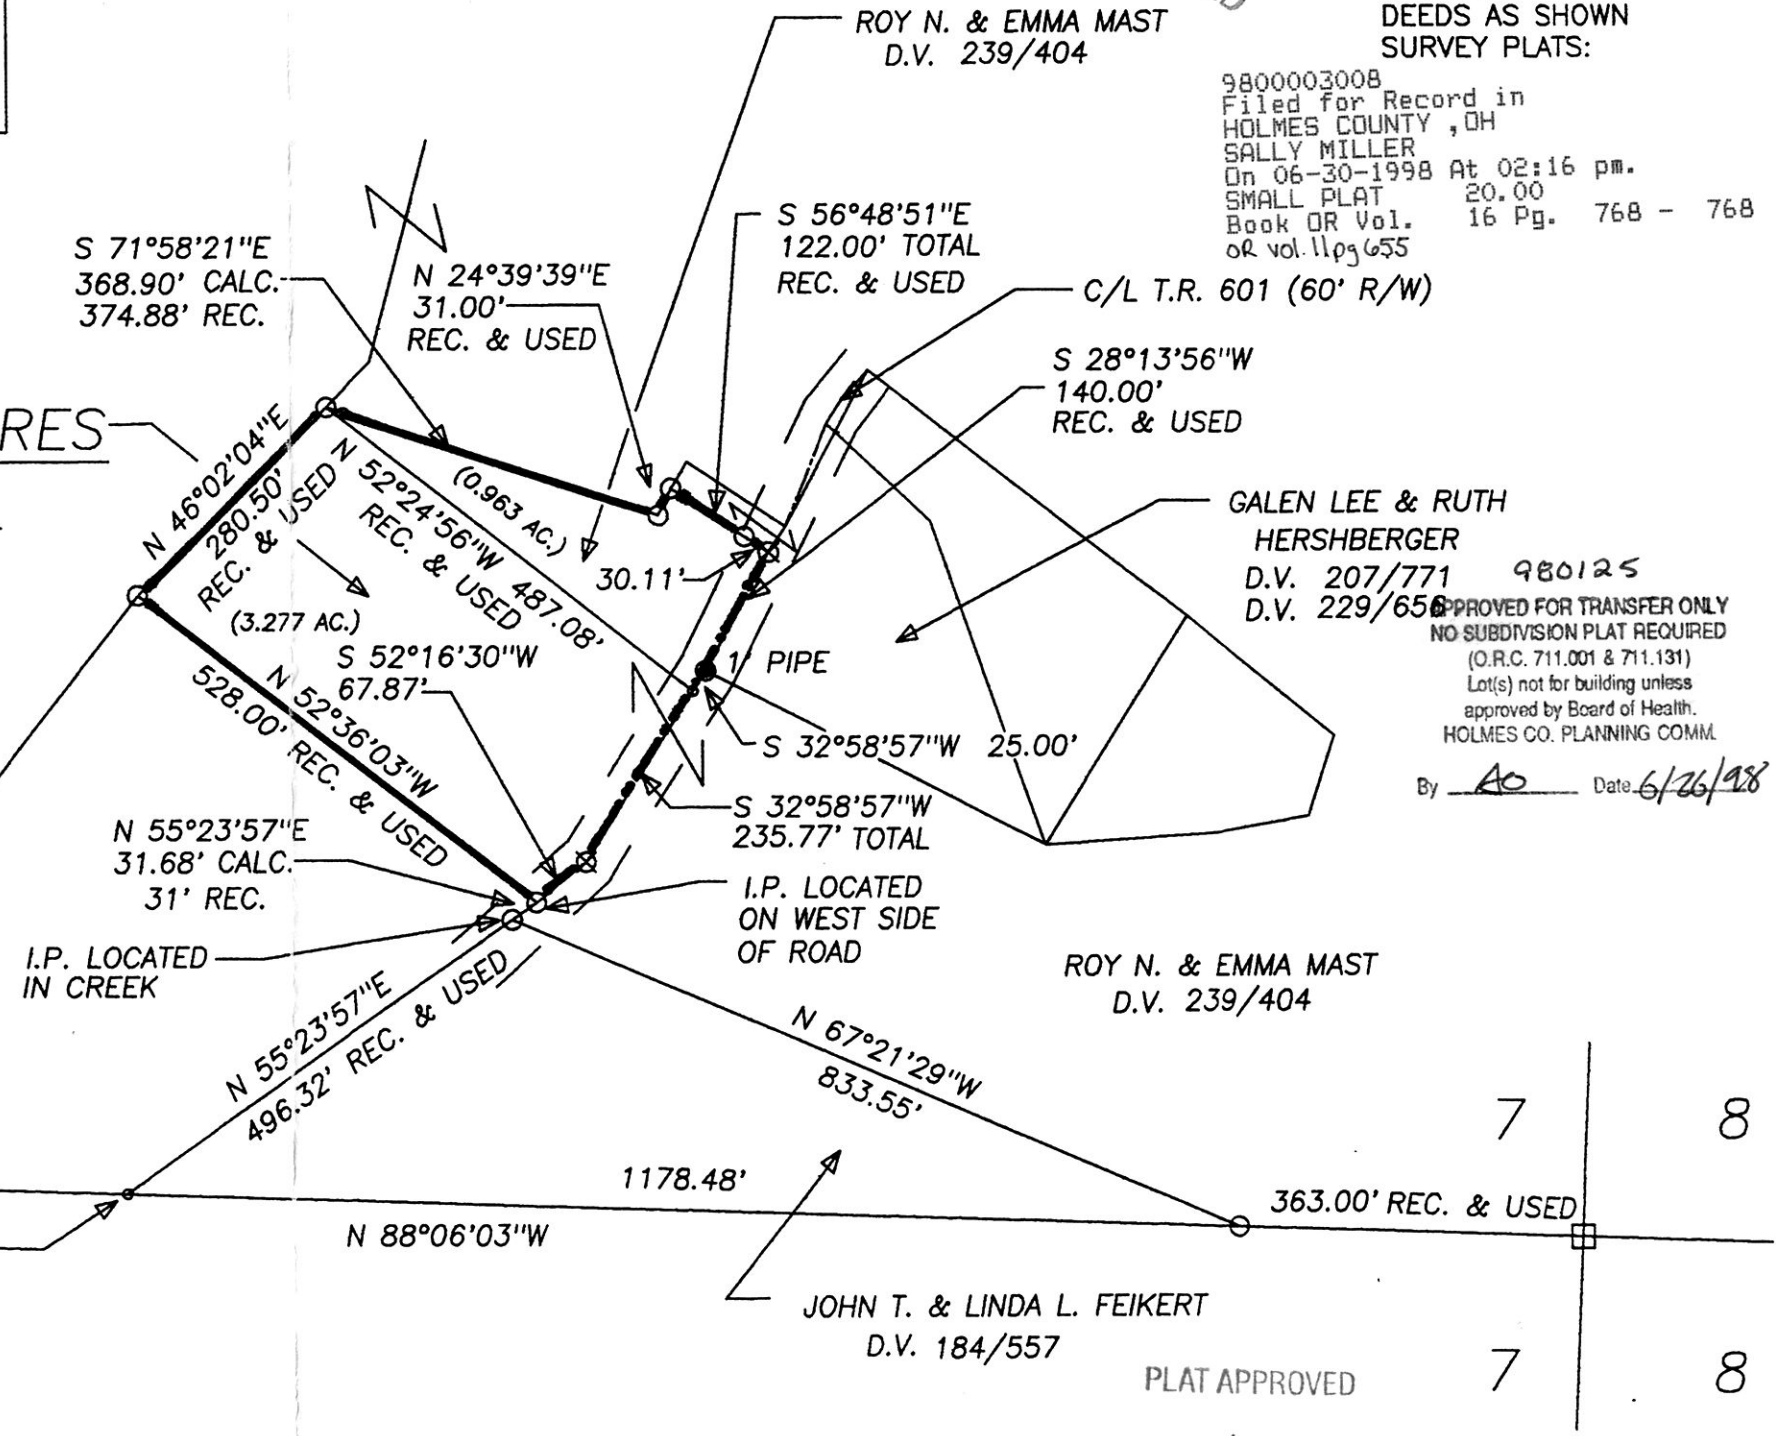 ROY N. & EMMA MAST
D.V. 239/404
DEEDS AS SHOWN
SURVEY PLATS:
9800003008
Filed for Record in
HOLMES COUNTY ,OH
SALLY MILLER
On 06-30-1998 At 02:16 pm.
SMALL PLAT 20.00
Book OR Vol. 16 Pg. 768 - 768
OR vol. 11pg655
S 71°58'21"E
368.90' CALC.
374.88' REC.
N 24°39'39"E
31.00'
REC. & USED
S 56°48'51"E
122.00' TOTAL
REC. & USED
C/L T.R. 601 (60' R/W)
S 28°13'56"W
140.00'
REC. & USED
RES
N 46°02'04"E
280.50'
REC. & USED
(3.277 AC.)
N 52°24'56"W 487.08'
REC. & USED
(0.963 AC.)
30.11'
GALEN LEE & RUTH
HERSHBERGER
D.V. 207/771
D.V. 229/656
980125
APPROVED FOR TRANSFER ONLY
NO SUBDIVISION PLAT REQUIRED
(O.R.C. 711.001 & 711.131)
Lot(s) not for building unless
approved by Board of Health.
HOLMES CO. PLANNING COMM.
By AO Date 6/26/98
S 52°16'30"W
67.87'
1" PIPE
N 52°36'03"W
528.00' REC. & USED
S 32°58'57"W 25.00'
S 32°58'57"W
235.77' TOTAL
N 55°23'57"E
31.68' CALC.
31' REC.
I.P. LOCATED
ON WEST SIDE
OF ROAD
I.P. LOCATED
IN CREEK
ROY N. & EMMA MAST
D.V. 239/404
N 55°23'57"E
496.32' REC. & USED
N 67°21'29"W
833.55'
7 8
1178.48'
363.00' REC. & USED
N 88°06'03"W
JOHN T. & LINDA L. FEIKERT
D.V. 184/557
PLAT APPROVED
7 8